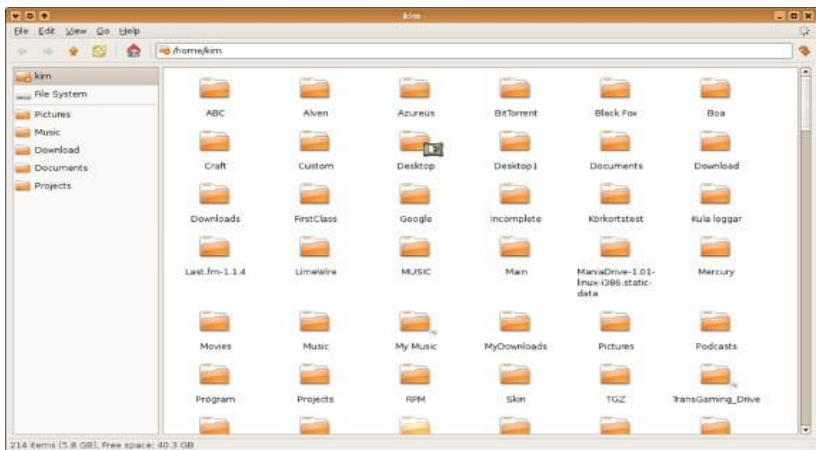 kim
File Edit View Go Help
/home/kim
kim
File System
Pictures
Music
Download
Documents
Projects
ABC Alven Azureus BitTorrent Black Fox Boa
Craft Custom Desktop Desktop1 Documents Download
Downloads FirstClass Google Incomplete Körkortstest Kula loggar
Last.fm-1.1.4 LimeWire MUSIC Main ManiaDrive-1.01-
linux-i386.static-
data Mercury
Movies Music My Music MyDownloads Pictures Podcasts
Program Projects RPM Skin TGZ TransGaming_Drive
214 items (5.8 GB), Free space: 40.3 GB